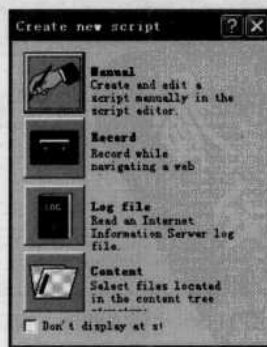 Create new script
Manual
Create and edit a
script manually in the
script editor.
Record
Record while
navigating a web
LOG
Log file
Read an Internet
Information Server log
file.
Content
Select files located
in the content tree
Don't display at s